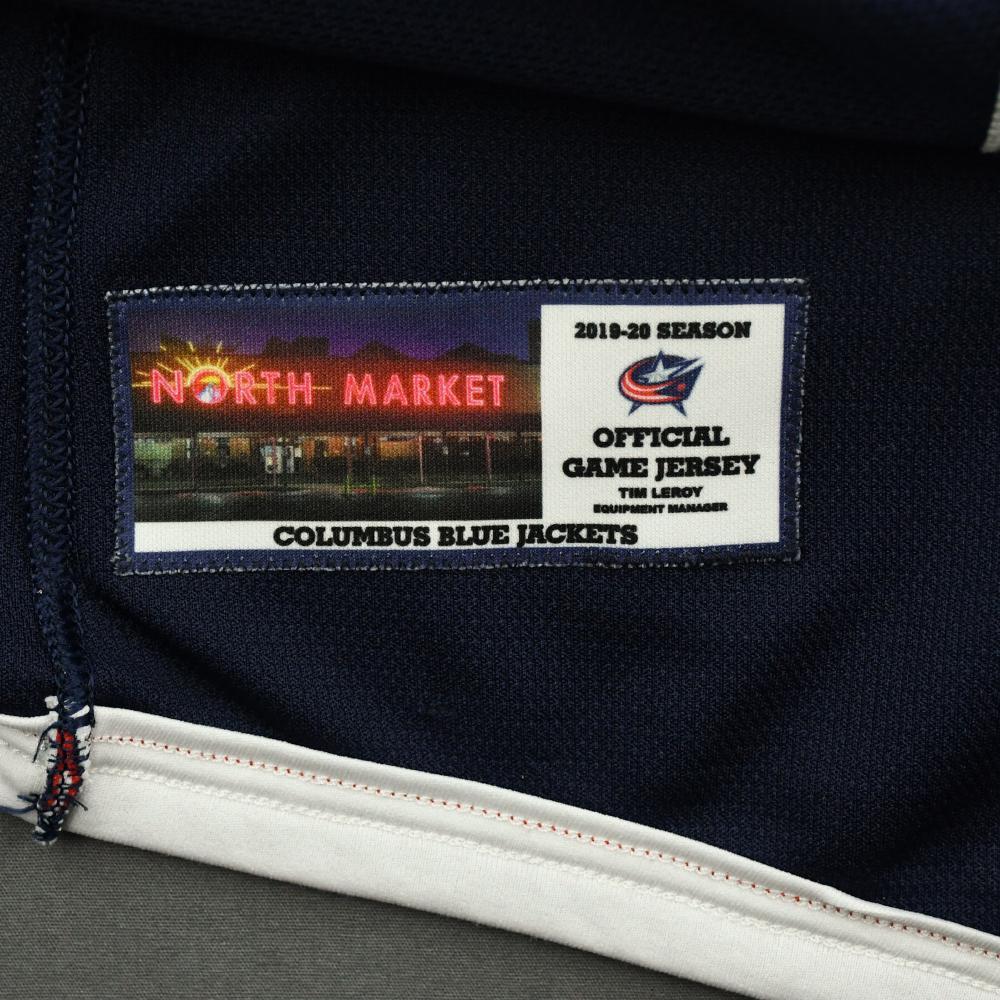 NORTH MARKET
2019-20 SEASON
OFFICIAL
GAME JERSEY
TIM LEROY
EQUIPMENT MANAGER
COLUMBUS BLUE JACKETS